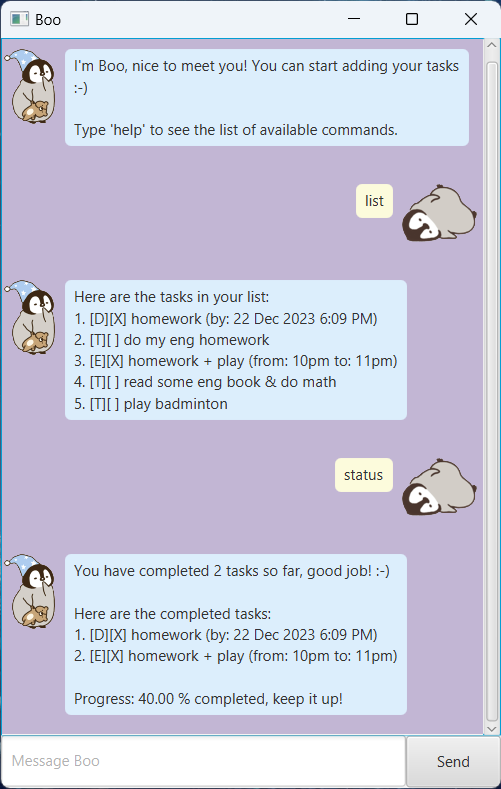 Boo
I'm Boo, nice to meet you! You can start adding your tasks
:-)
Type 'help' to see the list of available commands.
list
Here are the tasks in your list:
1. [D][X] homework (by: 22 Dec 2023 6:09 PM)
2. [T][ ] do my eng homework
3. [E][X] homework + play (from: 10pm to: 11pm)
4. [T][ ] read some eng book & do math
5. [T][ ] play badminton
status
You have completed 2 tasks so far, good job! :-)
Here are the completed tasks:
1. [D][X] homework (by: 22 Dec 2023 6:09 PM)
2. [E][X] homework + play (from: 10pm to: 11pm)
Progress: 40.00 % completed, keep it up!
Message Boo
Send